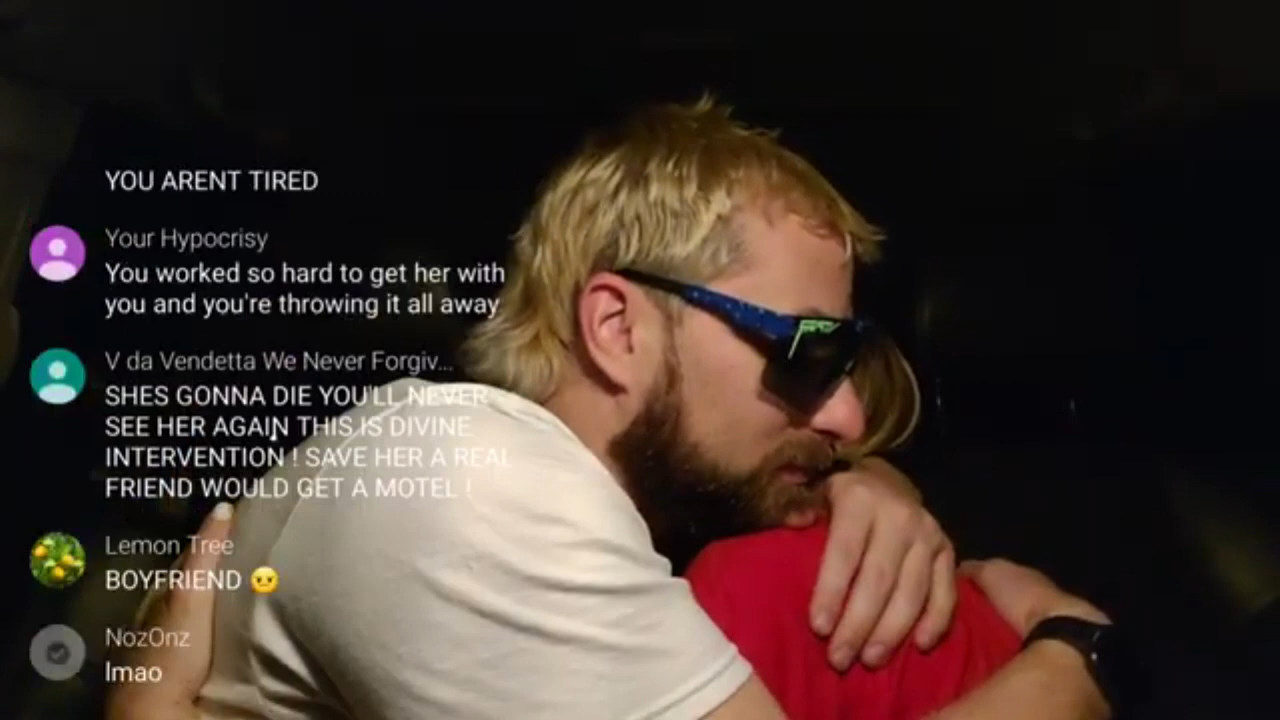 YOU ARENT TIRED
Your Hypocrisy
You worked so hard to get her with
you and you're throwing it all away
V da Vendetta We Never Forgiv...
SHES GONNA DIE YOU'LL NEVER
SEE HER AGAIN THIS IS DIVINE
INTERVENTION ! SAVE HER A REAL
FRIEND WOULD GET A MOTEL !
Lemon Tree
BOYFRIEND 😠
NozOnz
lmao